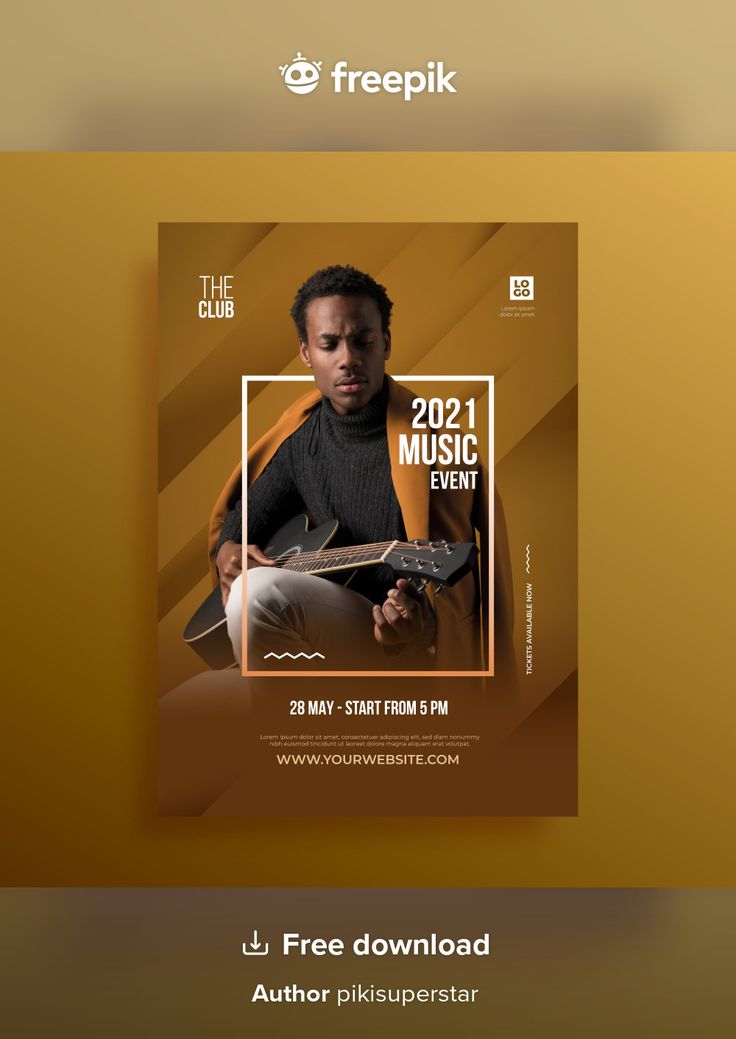 freepik
THE
CLUB
LO
GO
Lorem ipsum
dolor sit amet
2021
MUSIC
EVENT
TICKETS AVAILABLE NOW
28 MAY - START FROM 5 PM
Lorem ipsum dolor sit amet, consectetuer adipiscing elit, sed diam nonummy
nibh euismod tincidunt ut laoreet dolore magna aliquam erat volutpat.
WWW.YOURWEBSITE.COM
Free download
Author pikisuperstar